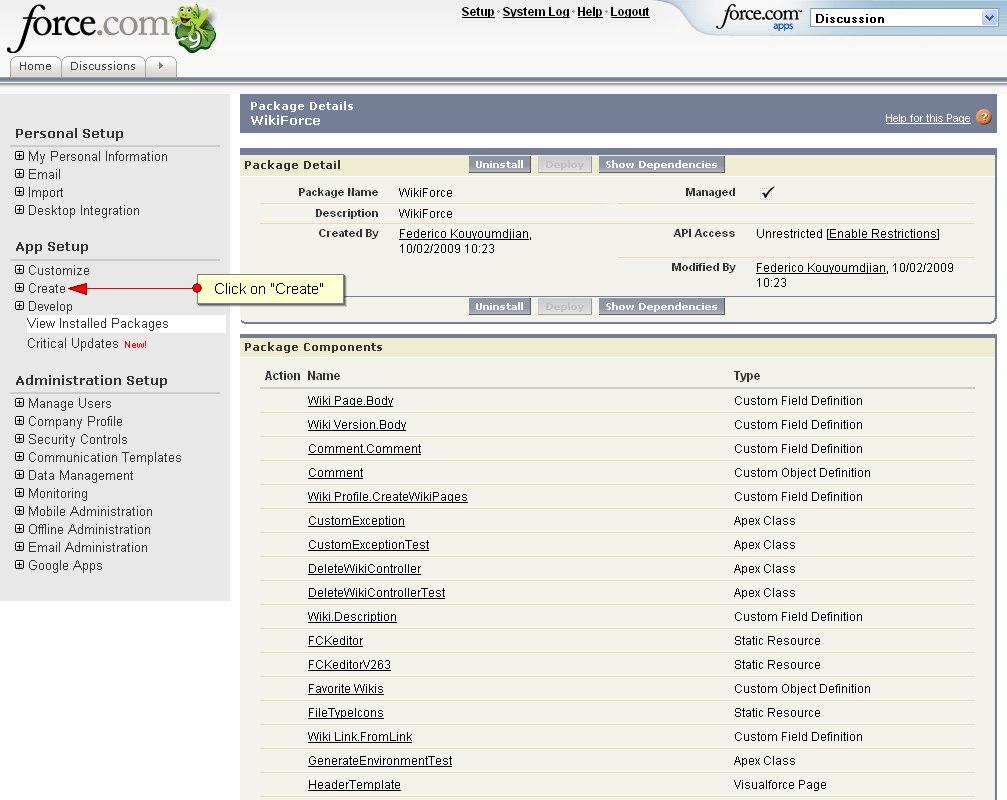 force.com
9
Setup · System Log · Help · Logout
force.com
apps
Discussion
Home
Discussions
Personal Setup
My Personal Information
Email
Import
Desktop Integration
App Setup
Customize
Create
Develop
View Installed Packages
Critical Updates New!
Administration Setup
Manage Users
Company Profile
Security Controls
Communication Templates
Data Management
Monitoring
Mobile Administration
Offline Administration
Email Administration
Google Apps
Click on "Create"
Package Details
WikiForce
Help for this Page ?
Package Detail Uninstall Deploy Show Dependencies
Package Name WikiForce Managed
Description WikiForce
Created By Federico Kouyoumdjian,
10/02/2009 10:23
API Access Unrestricted [Enable Restrictions]
Modified By Federico Kouyoumdjian, 10/02/2009
10:23
Uninstall Deploy Show Dependencies
Package Components
Action Name Type
Wiki Page.Body Custom Field Definition
Wiki Version.Body Custom Field Definition
Comment.Comment Custom Field Definition
Comment Custom Object Definition
Wiki Profile.CreateWikiPages Custom Field Definition
CustomException Apex Class
CustomExceptionTest Apex Class
DeleteWikiController Apex Class
DeleteWikiControllerTest Apex Class
Wiki.Description Custom Field Definition
FCKeditor Static Resource
FCKeditorV263 Static Resource
Favorite Wikis Custom Object Definition
FileTypeIcons Static Resource
Wiki Link.FromLink Custom Field Definition
GenerateEnvironmentTest Apex Class
HeaderTemplate Visualforce Page